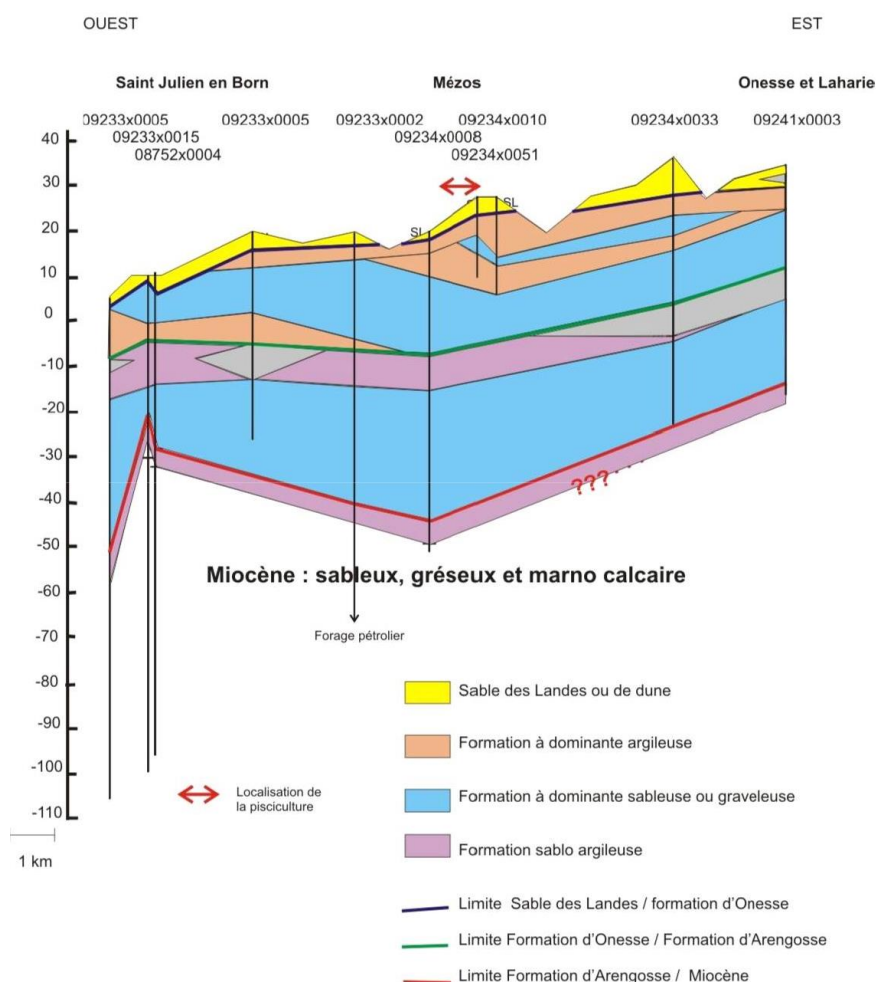 OUEST
EST
Saint Julien en Born
Mézos
Onesse et Laharie
09233x0005
09233x0005
09233x0002
09234x0010
09234x0033
09241x0003
09233x0015
09234x0008
08752x0004
09234x0051
40
30
20
10
0
-10
-20
-30
-40
-50
-60
-70
-80
-90
-100
-110
SL
SL
???
Miocène : sableux, gréseux et marno calcaire
Forage pétrolier
Sable des Landes ou de dune
Formation à dominante argileuse
Formation à dominante sableuse ou graveleuse
Formation sablo argileuse
Localisation de
la pisciculture
1 km
Limite Sable des Landes / formation d'Onesse
Limite Formation d'Onesse / Formation d'Arengosse
Limite Formation d'Arengosse / Miocène